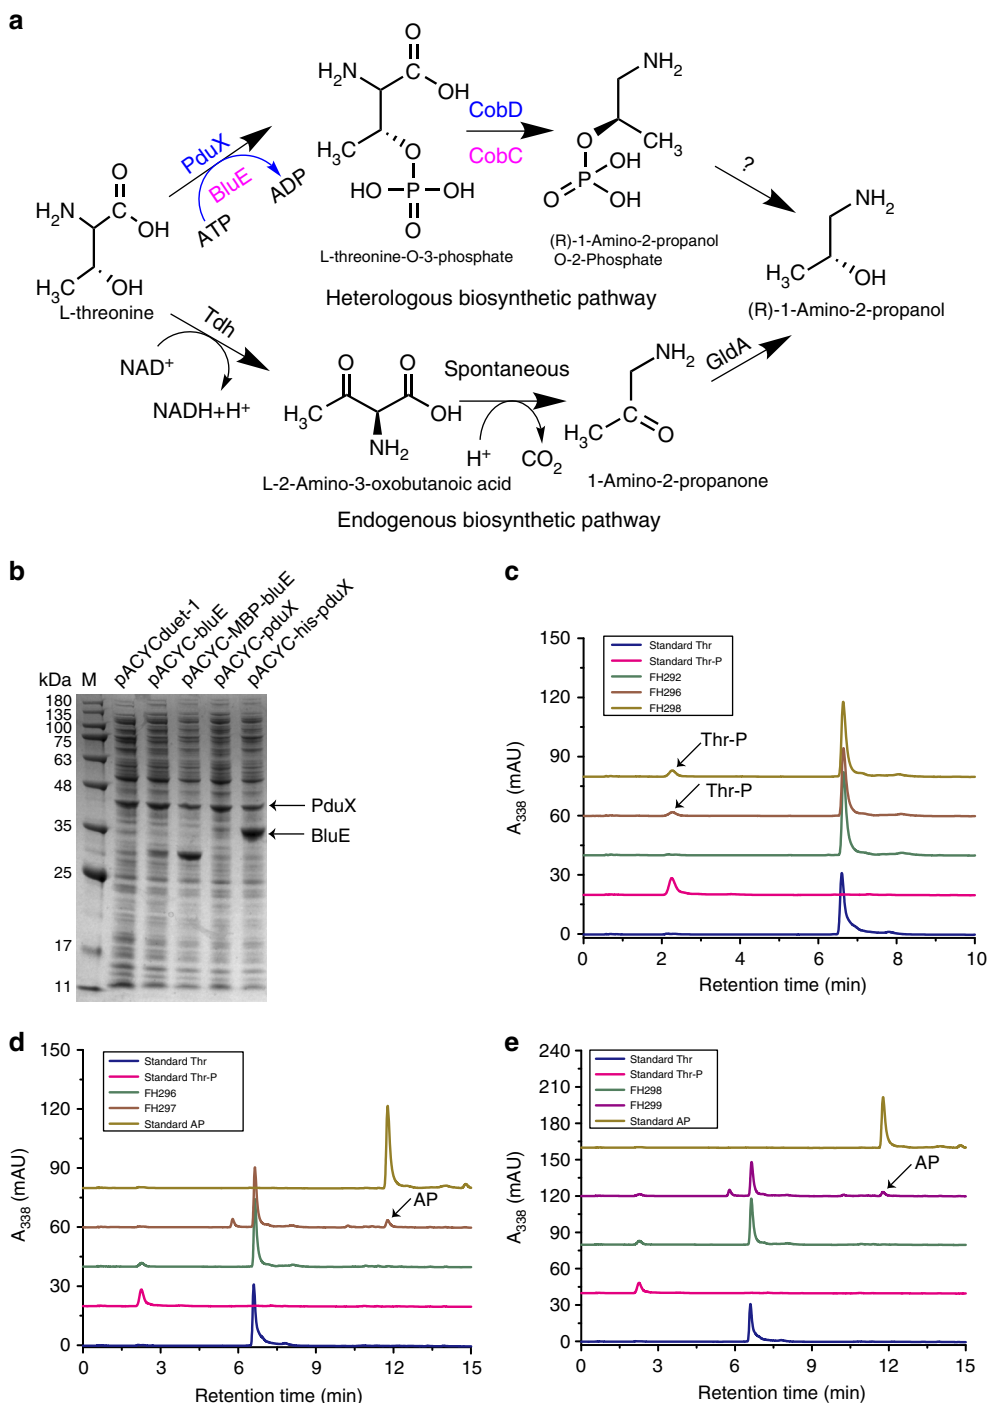 a
H₂N
O
C
OH
H₃C
O
HO
P
OH
O
L-threonine-O-3-phosphate
CobD
CobC
NH₂
CH₃
O
P
OH
O
OH
(R)-1-Amino-2-propanol
O-2-Phosphate
?
PduX
BluE
ATP
ADP
O
H₂N
C
OH
H₃C
OH
L-threonine
NH₂
H₃C
OH
(R)-1-Amino-2-propanol
Heterologous biosynthetic pathway
Tdh
NAD⁺
NADH+H⁺
O
O
H₃C
OH
NH₂
L-2-Amino-3-oxobutanoic acid
Spontaneous
H⁺
CO₂
NH₂
H₃C
C
O
1-Amino-2-propanone
GldA
Endogenous biosynthetic pathway
b
kDa
M
pACYCduet-1
pACYC-bluE
pACYC-MBP-bluE
pACYC-pduX
pACYC-his-pduX
180
135
100
75
63
48
35
25
17
11
PduX
BluE
c
A₃₃₈ (mAU)
150
120
90
60
30
0
Standard Thr
Standard Thr-P
FH292
FH296
FH298
Thr-P
Thr-P
0 2 4 6 8 10
Retention time (min)
d
A₃₃₈ (mAU)
150
120
90
60
30
0
Standard Thr
Standard Thr-P
FH296
FH297
Standard AP
AP
0 3 6 9 12 15
Retention time (min)
e
A₃₃₈ (mAU)
240
210
180
150
120
90
60
30
0
Standard Thr
Standard Thr-P
FH298
FH299
Standard AP
AP
0 3 6 9 12 15
Retention time (min)